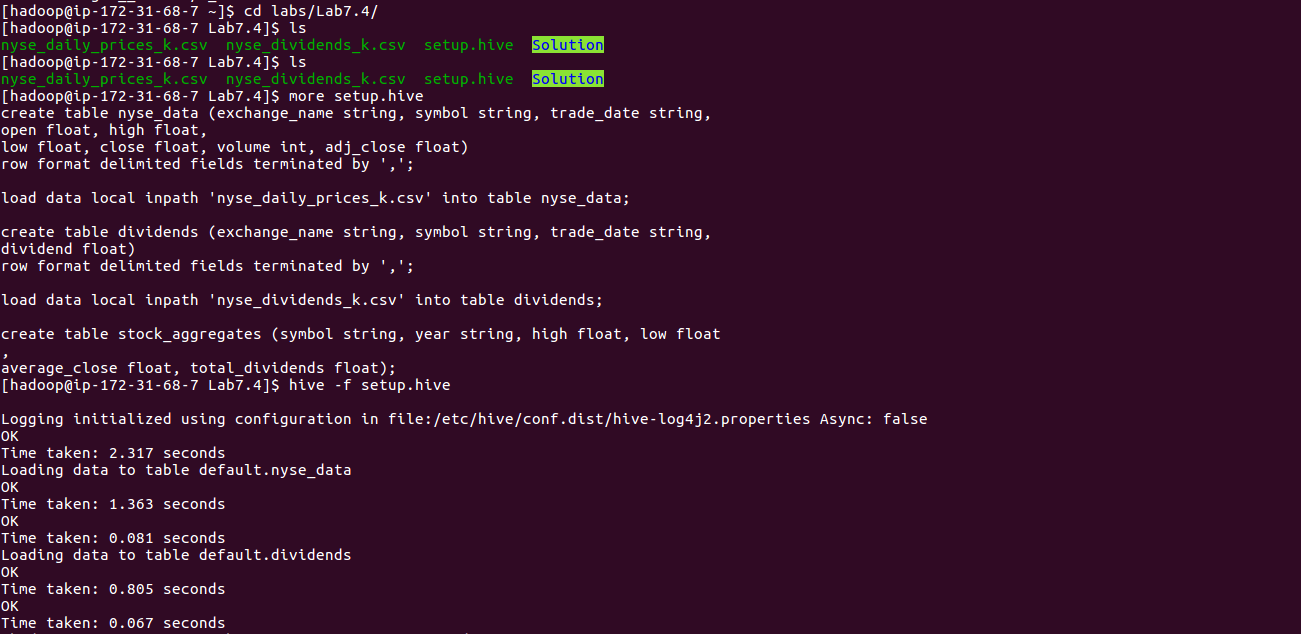 [hadoop@ip-172-31-68-7 ~]$ cd labs/Lab7.4/
[hadoop@ip-172-31-68-7 Lab7.4]$ ls
nyse_daily_prices_k.csv  nyse_dividends_k.csv  setup.hive  Solution
[hadoop@ip-172-31-68-7 Lab7.4]$ ls
nyse_daily_prices_k.csv  nyse_dividends_k.csv  setup.hive  Solution
[hadoop@ip-172-31-68-7 Lab7.4]$ more setup.hive
create table nyse_data (exchange_name string, symbol string, trade_date string,
open float, high float,
low float, close float, volume int, adj_close float)
row format delimited fields terminated by ',';
load data local inpath 'nyse_daily_prices_k.csv' into table nyse_data;
create table dividends (exchange_name string, symbol string, trade_date string,
dividend float)
row format delimited fields terminated by ',';
load data local inpath 'nyse_dividends_k.csv' into table dividends;
create table stock_aggregates (symbol string, year string, high float, low float
,
average_close float, total_dividends float);
[hadoop@ip-172-31-68-7 Lab7.4]$ hive -f setup.hive
Logging initialized using configuration in file:/etc/hive/conf.dist/hive-log4j2.properties Async: false
OK
Time taken: 2.317 seconds
Loading data to table default.nyse_data
OK
Time taken: 1.363 seconds
OK
Time taken: 0.081 seconds
Loading data to table default.dividends
OK
Time taken: 0.805 seconds
OK
Time taken: 0.067 seconds